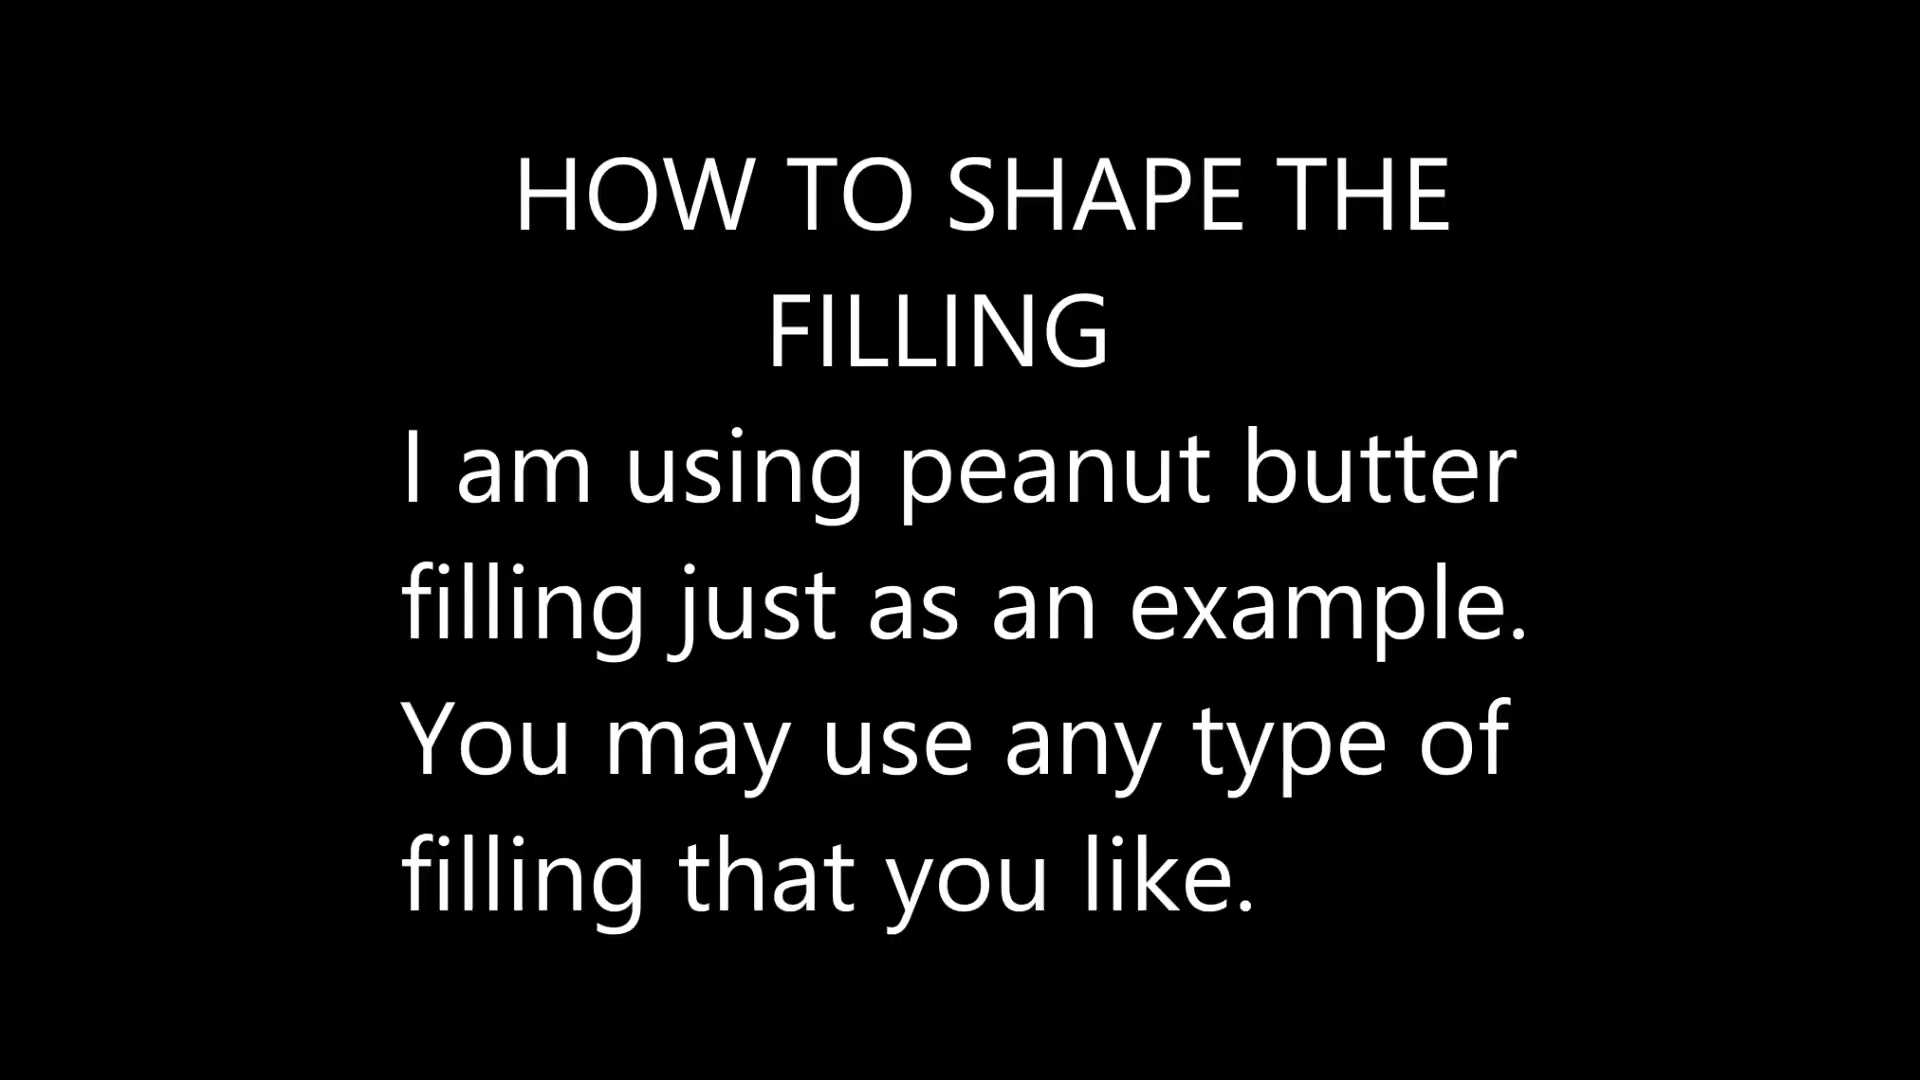 HOW TO SHAPE THE
FILLING
I am using peanut butter
filling just as an example.
You may use any type of
filling that you like.